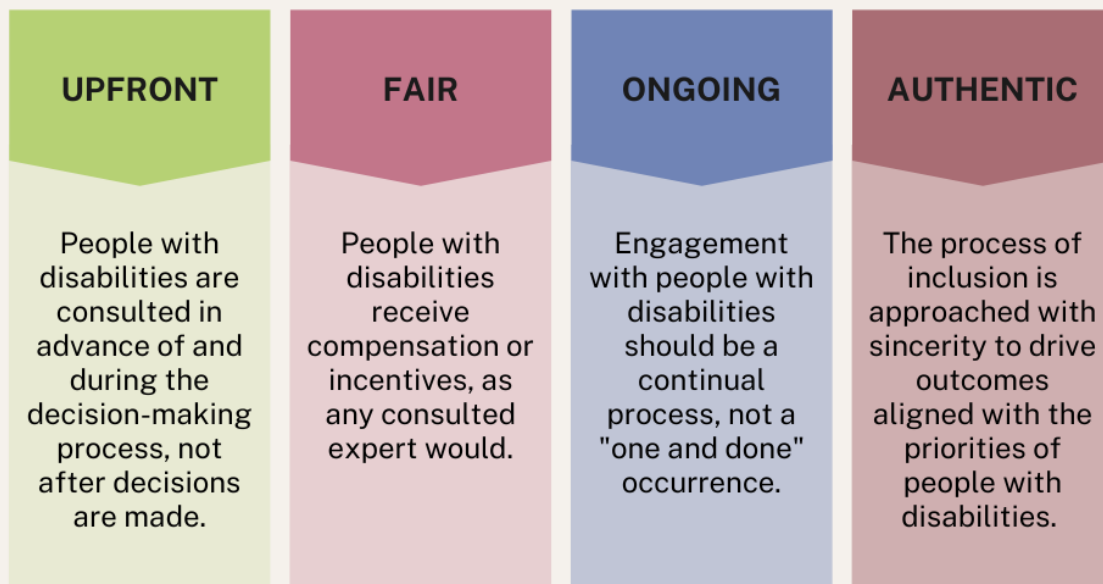 UPFRONT
People with
disabilities are
consulted in
advance of and
during the
decision-making
process, not
after decisions
are made.
FAIR
People with
disabilities
receive
compensation or
incentives, as
any consulted
expert would.
ONGOING
Engagement
with people with
disabilities
should be a
continual
process, not a
"one and done"
occurrence.
AUTHENTIC
The process of
inclusion is
approached with
sincerity to drive
outcomes
aligned with the
priorities of
people with
disabilities.